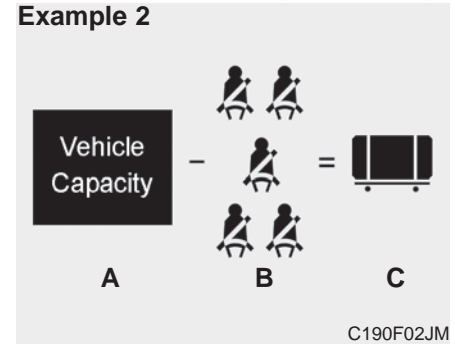 Example 2
Vehicle
Capacity
-
=
A B C
C190F02JM